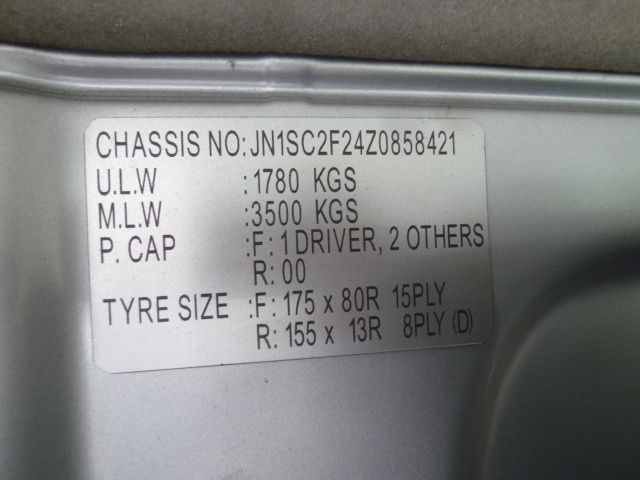 CHASSIS NO:JN1SC2F24Z0858421
U.L.W :1780 KGS
M.L.W :3500 KGS
P. CAP :F: 1 DRIVER, 2 OTHERS
R: 00
TYRE SIZE :F: 175 x 80R 15PLY
R: 155 x 13R 8PLY (D)